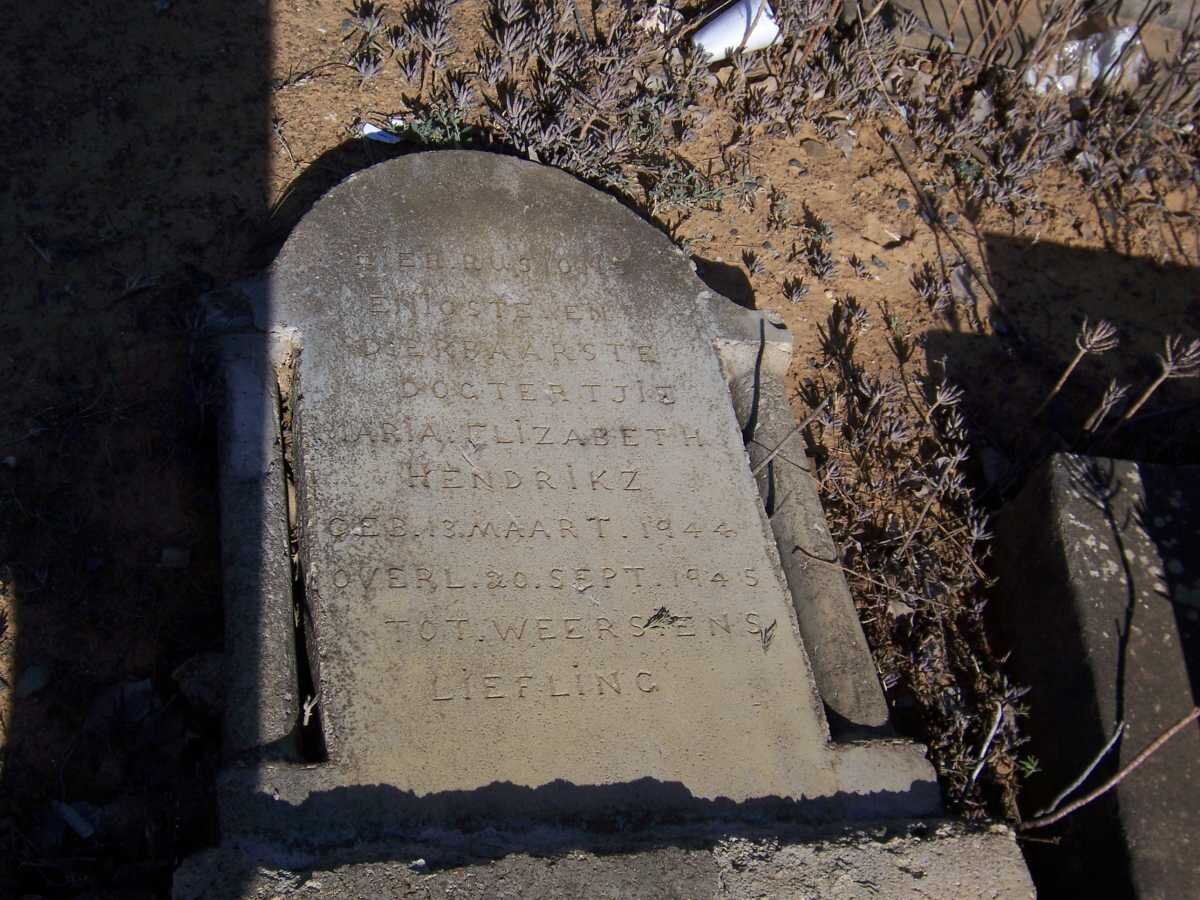 HIER.RUS.ONS
ENIGSTE.EN
DIERBAARSTE
DOGTERTJIE
MARIA.ELIZABETH
HENDRIKZ
GEB.13.MAART.1944
OVERL.20.SEPT.1945
TOT.WEERSIENS
LIEFLING